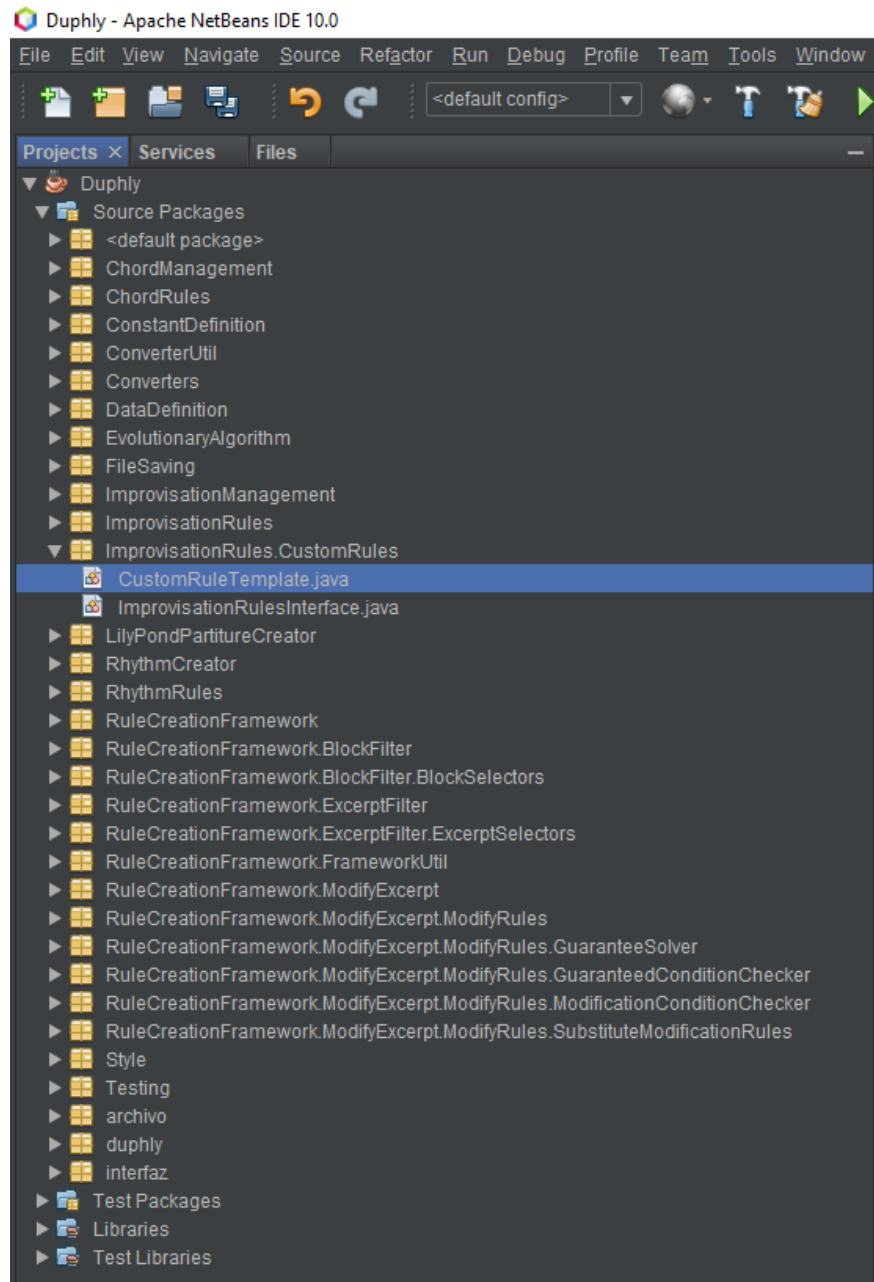 Duphly - Apache NetBeans IDE 10.0
File Edit View Navigate Source Refactor Run Debug Profile Team Tools Window
<default config>
Projects Services Files
Duphly
Source Packages
<default package>
ChordManagement
ChordRules
ConstantDefinition
ConverterUtil
Converters
DataDefinition
EvolutionaryAlgorithm
FileSaving
ImprovisationManagement
ImprovisationRules
ImprovisationRules.CustomRules
CustomRuleTemplate.java
ImprovisationRulesInterface.java
LilyPondPartitureCreator
RhythmCreator
RhythmRules
RuleCreationFramework
RuleCreationFramework.BlockFilter
RuleCreationFramework.BlockFilter.BlockSelectors
RuleCreationFramework.ExcerptFilter
RuleCreationFramework.ExcerptFilter.ExcerptSelectors
RuleCreationFramework.FrameworkUtil
RuleCreationFramework.ModifyExcerpt
RuleCreationFramework.ModifyExcerpt.ModifyRules
RuleCreationFramework.ModifyExcerpt.ModifyRules.GuaranteeSolver
RuleCreationFramework.ModifyExcerpt.ModifyRules.GuaranteedConditionChecker
RuleCreationFramework.ModifyExcerpt.ModifyRules.ModificationConditionChecker
RuleCreationFramework.ModifyExcerpt.ModifyRules.SubstituteModificationRules
Style
Testing
archivo
duphly
interfaz
Test Packages
Libraries
Test Libraries